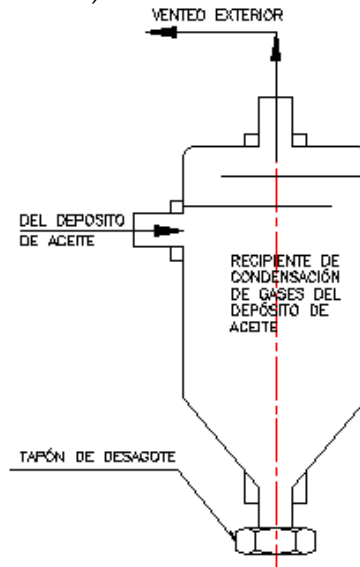 VENTEO EXTERIOR
DEL DEPOSITO
DE ACEITE
RECIPIENTE DE
CONDENSACIÓN
DE GASES DEL
DEPÓSITO DE
ACEITE
TAPÓN DE DESAGOTE